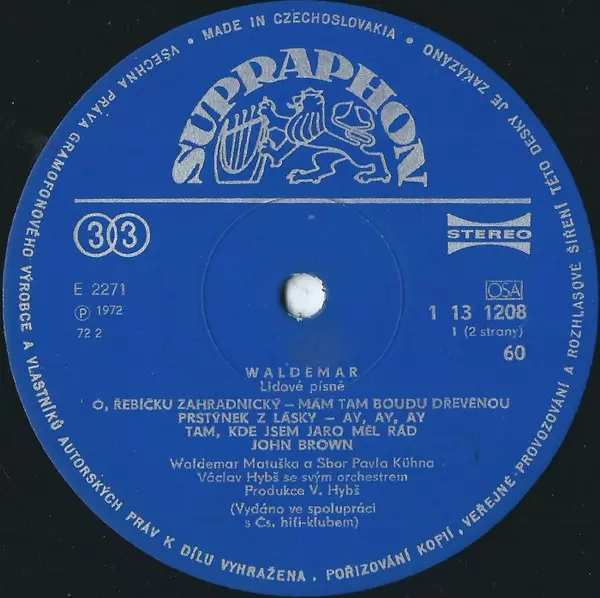 VŠECHNA PRÁVA GRAMOFONOVÉHO VÝROBCE A VLASTNÍKŮ AUTORSKÝCH PRÁV K DÍLU VYHRAŽENA . POŘIZOVÁNÍ KOPIÍ , VEŘEJNÉ PROVOZOVÁNÍ A ROZHLASOVÉ ŠÍŘENÍ TÉTO DESKY JE ZAKÁZÁNO
• MADE IN CZECHOSLOVAKIA •
SUPRAPHON
33
STEREO
E 2271
℗ 1972
72 2
OSA
1 13 1208
1 (2 strany)
60
WALDEMAR
Lidové písně
Ó, ŘEBÍČKU ZAHRADNICKÝ – MÁM TAM BOUDU DŘEVĚNOU
PRSTÝNEK Z LÁSKY – AY, AY, AY
TAM, KDE JSEM JARO MĚL RÁD
JOHN BROWN
Waldemar Matuška a Sbor Pavla Kühna
Václav Hybš se svým orchestrem
Produkce V. Hybš
(Vydáno ve spolupráci
s Čs. hifi-klubem)